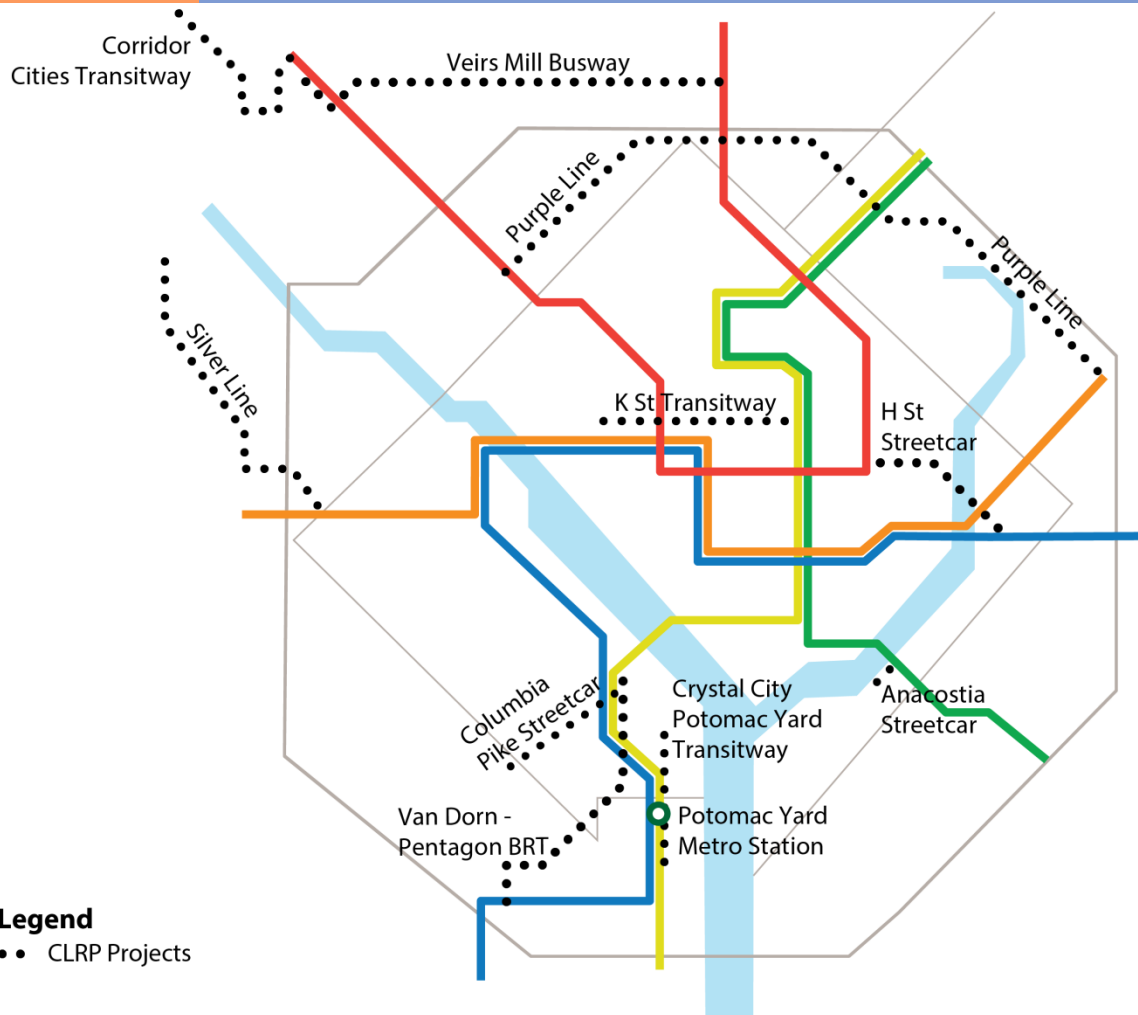 Corridor
Cities Transitway
Veirs Mill Busway
Purple Line
Purple Line
Silver Line
K St Transitway
H St
Streetcar
Columbia
Pike Streetcar
Crystal City
Potomac Yard
Transitway
Anacostia
Streetcar
Van Dorn -
Pentagon BRT
Potomac Yard
Metro Station
Legend
CLRP Projects